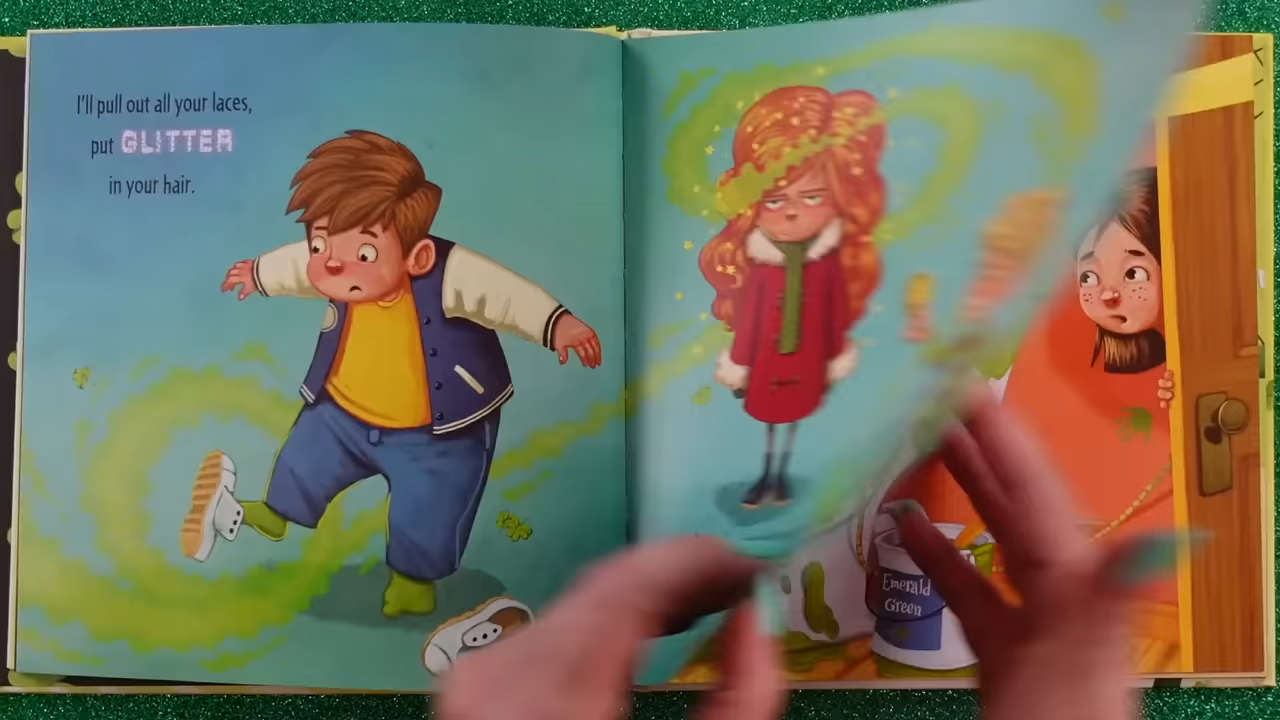 I'll pull out all your laces,
put GLITTER
in your hair.
Emerald
Green